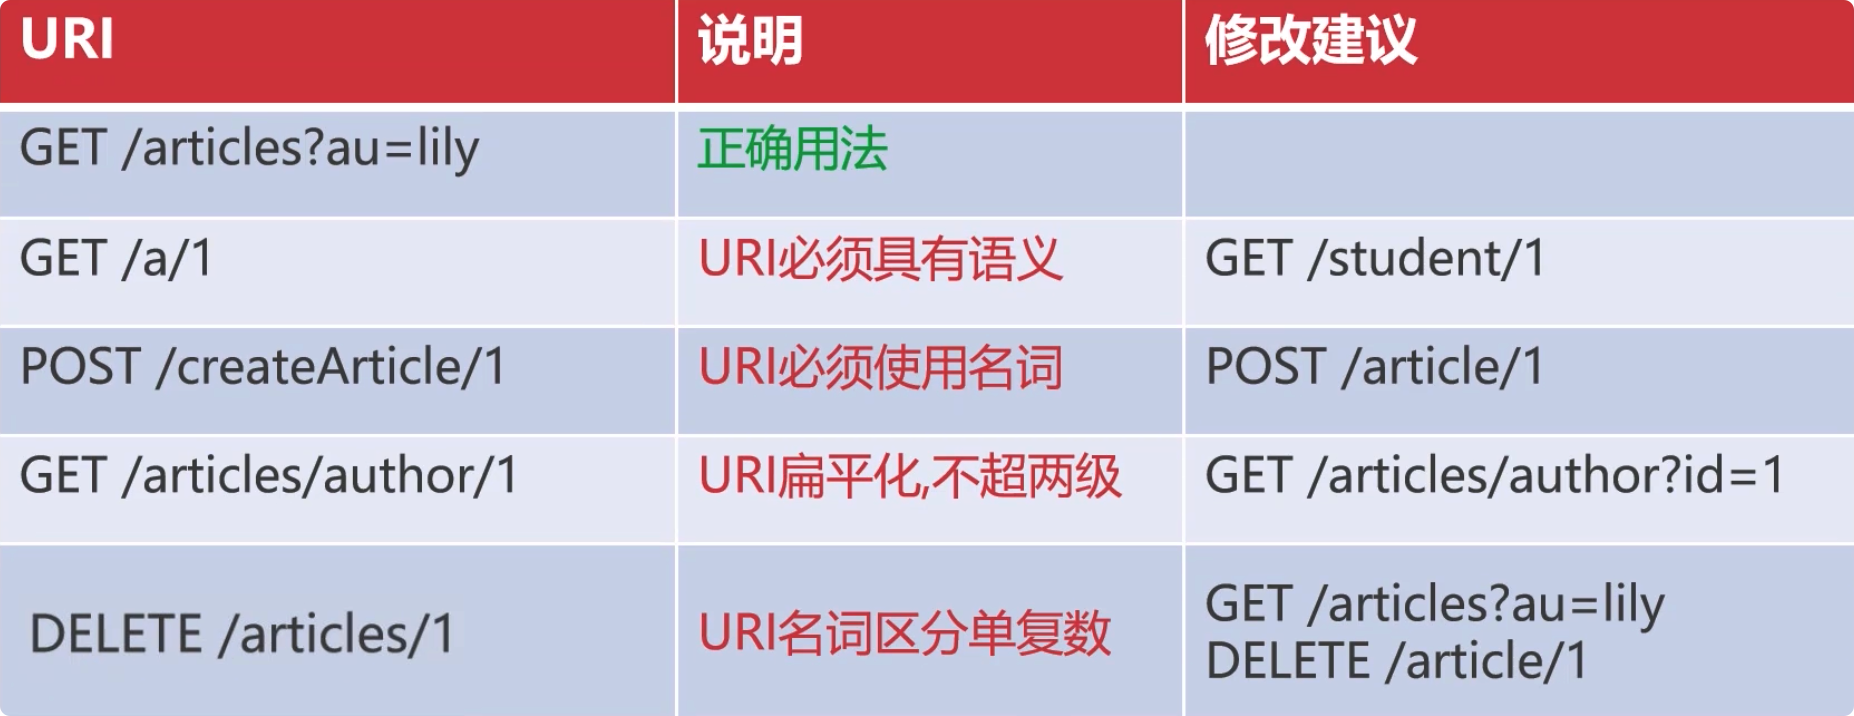 URI 说明 修改建议
GET /articles?au=lily 正确用法
GET /a/1 URI必须具有语义 GET /student/1
POST /createArticle/1 URI必须使用名词 POST /article/1
GET /articles/author/1 URI扁平化,不超两级 GET /articles/author?id=1
DELETE /articles/1 URI名词区分单复数 GET /articles?au=lily
DELETE /article/1